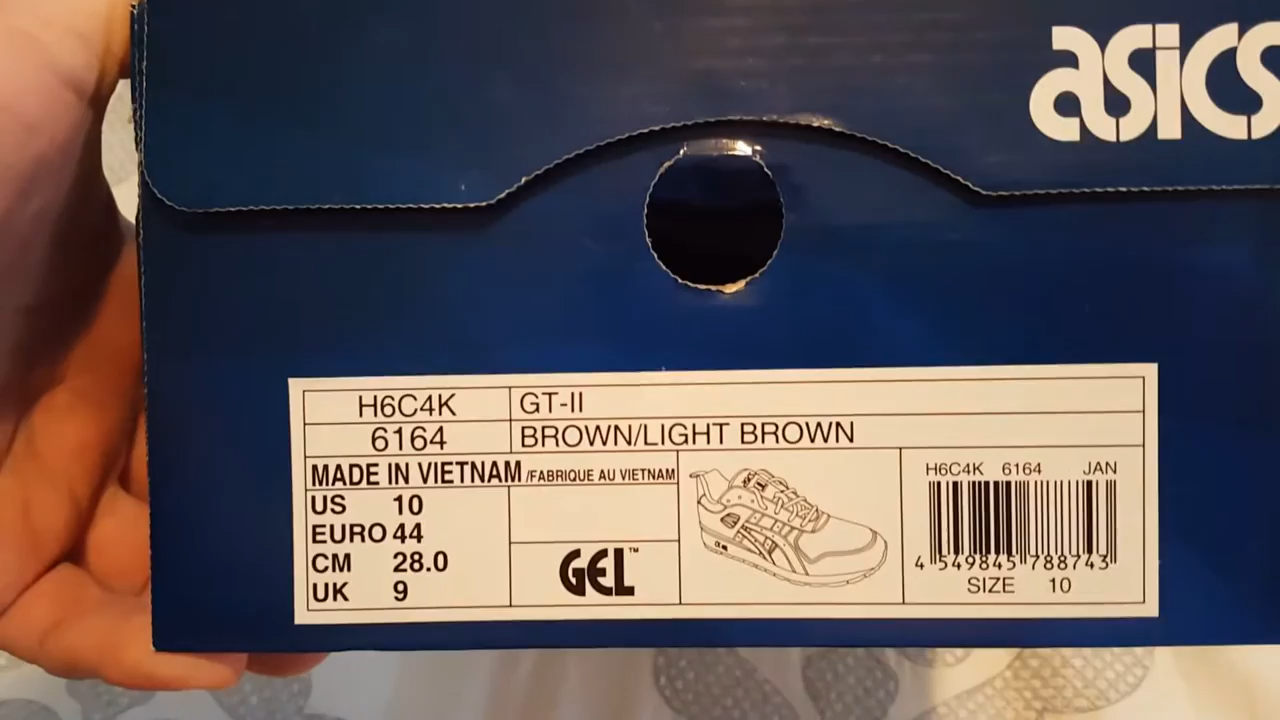 asics
H6C4K GT-II
6164 BROWN/LIGHT BROWN
MADE IN VIETNAM /FABRIQUE AU VIETNAM
US 10
EURO 44
CM 28.0
UK 9
GEL™
H6C4K 6164 JAN
4 549845 788743
SIZE 10